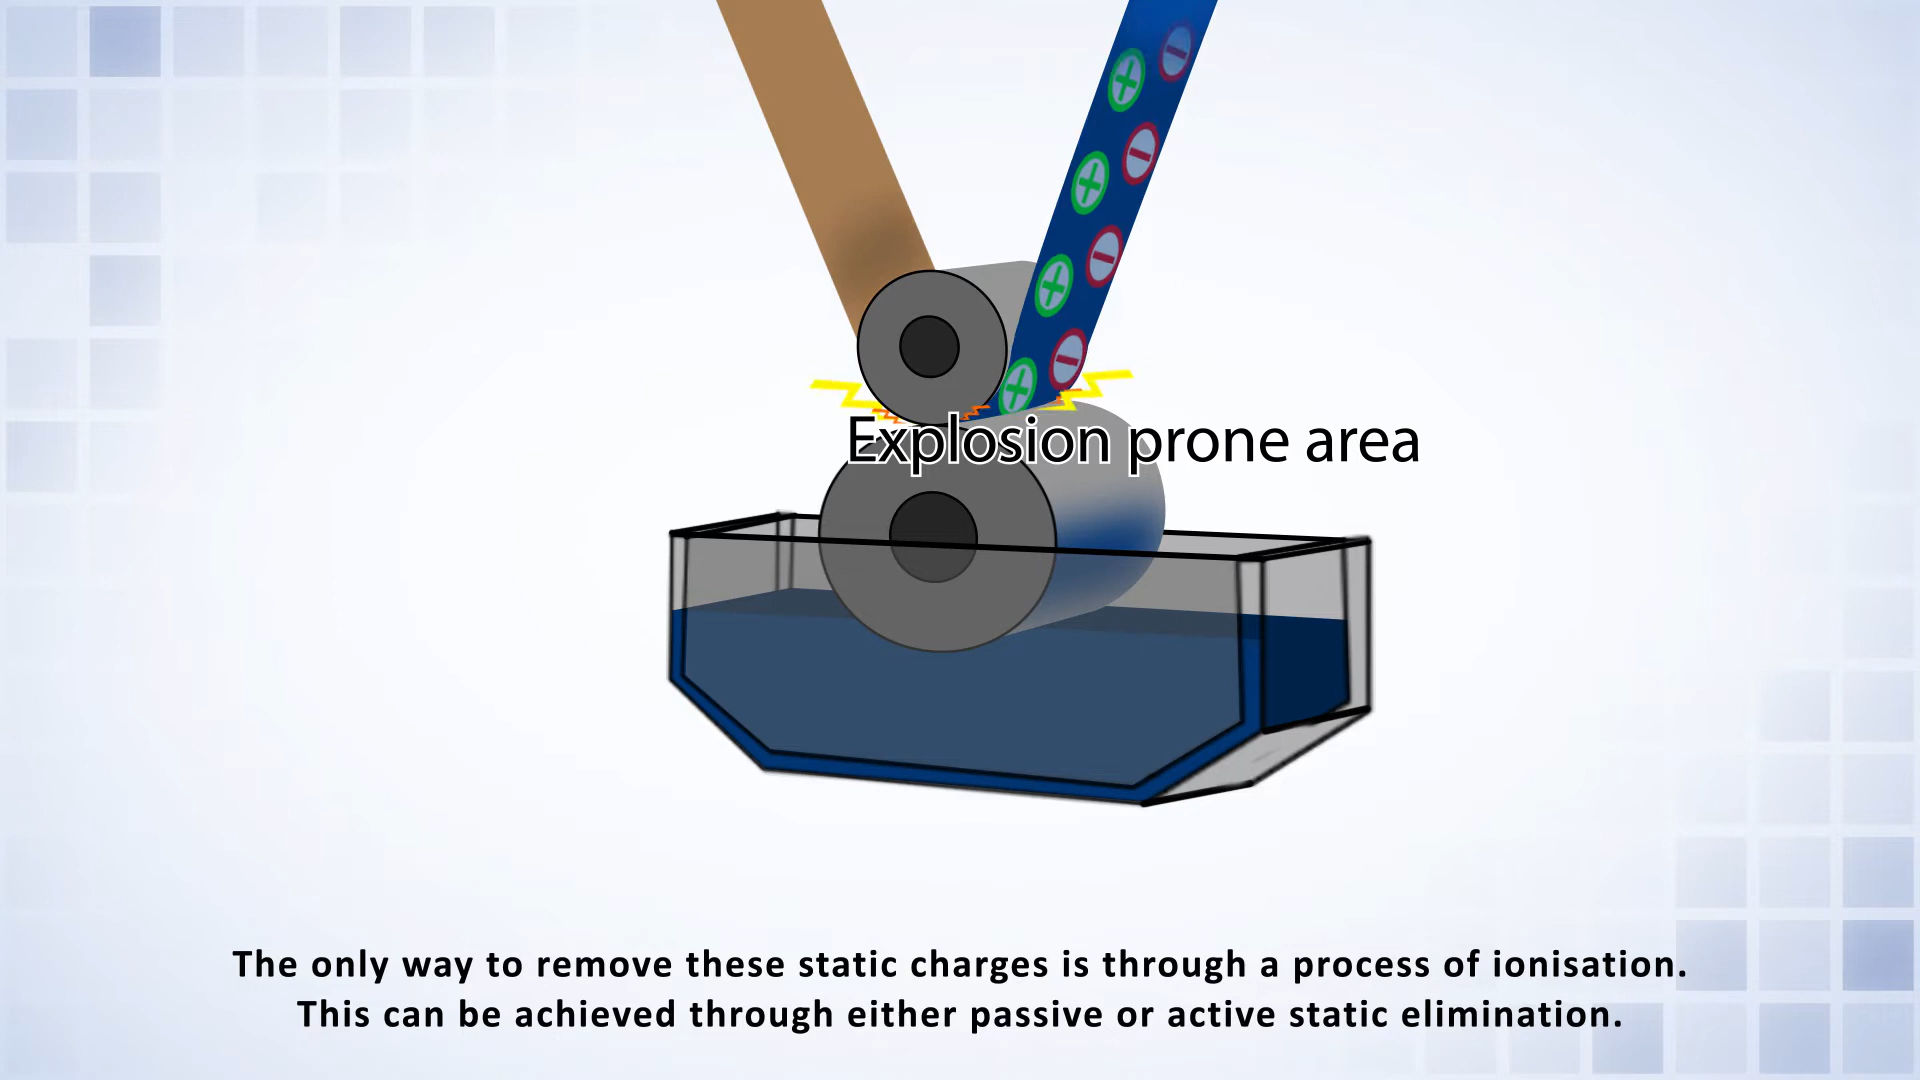 Explosion prone area
The only way to remove these static charges is through a process of ionisation.
This can be achieved through either passive or active static elimination.